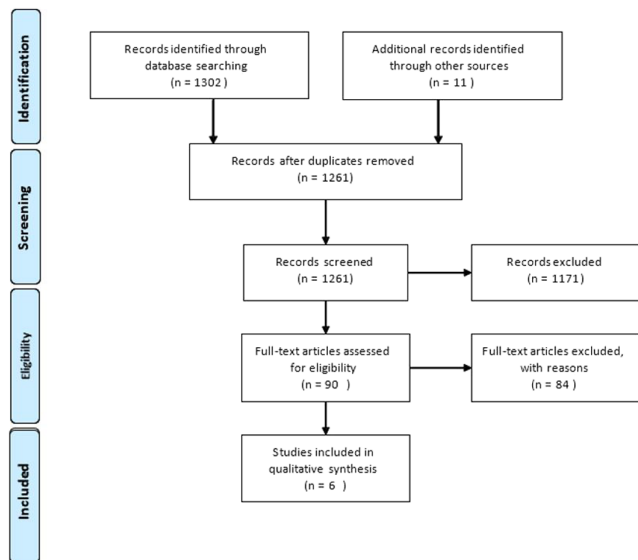 Identification
Records identified through
database searching
(n = 1302)
Additional records identified
through other sources
(n = 11 )
Records after duplicates removed
(n = 1261)
Screening
Records screened
(n = 1261)
Records excluded
(n = 1171)
Eligibility
Full-text articles assessed
for eligibility
(n = 90 )
Full-text articles excluded,
with reasons
(n = 84 )
Included
Studies included in
qualitative synthesis
(n = 6 )